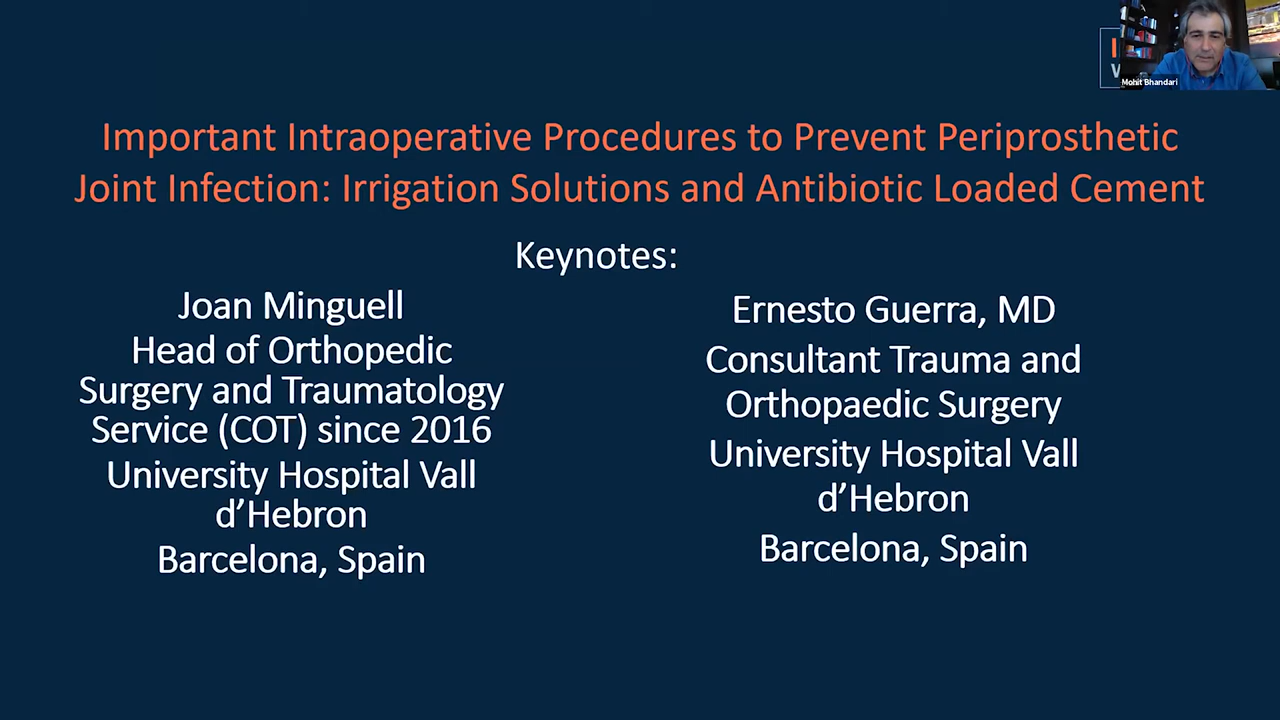 Mohit Bhandari
Important Intraoperative Procedures to Prevent Periprosthetic
Joint Infection: Irrigation Solutions and Antibiotic Loaded Cement
Keynotes:
Joan Minguell
Head of Orthopedic
Surgery and Traumatology
Service (COT) since 2016
University Hospital Vall
d’Hebron
Barcelona, Spain
Ernesto Guerra, MD
Consultant Trauma and
Orthopaedic Surgery
University Hospital Vall
d’Hebron
Barcelona, Spain